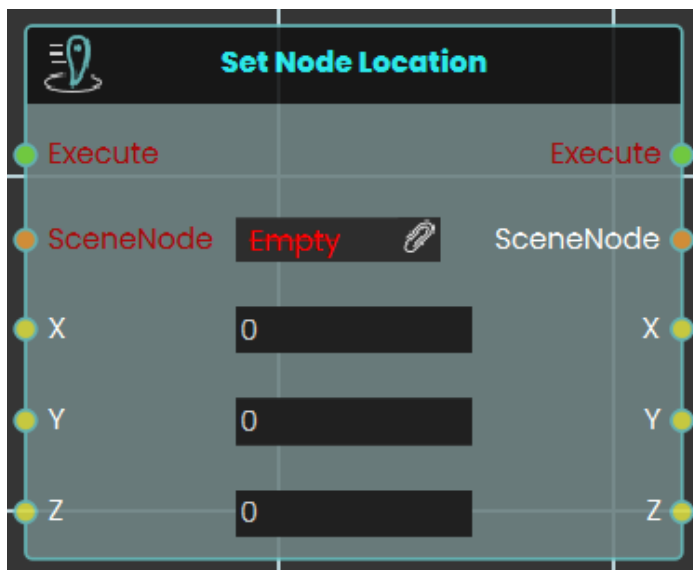 Set Node Location
Execute Execute
SceneNode Empty SceneNode
X 0 X
Y 0 Y
Z 0 Z